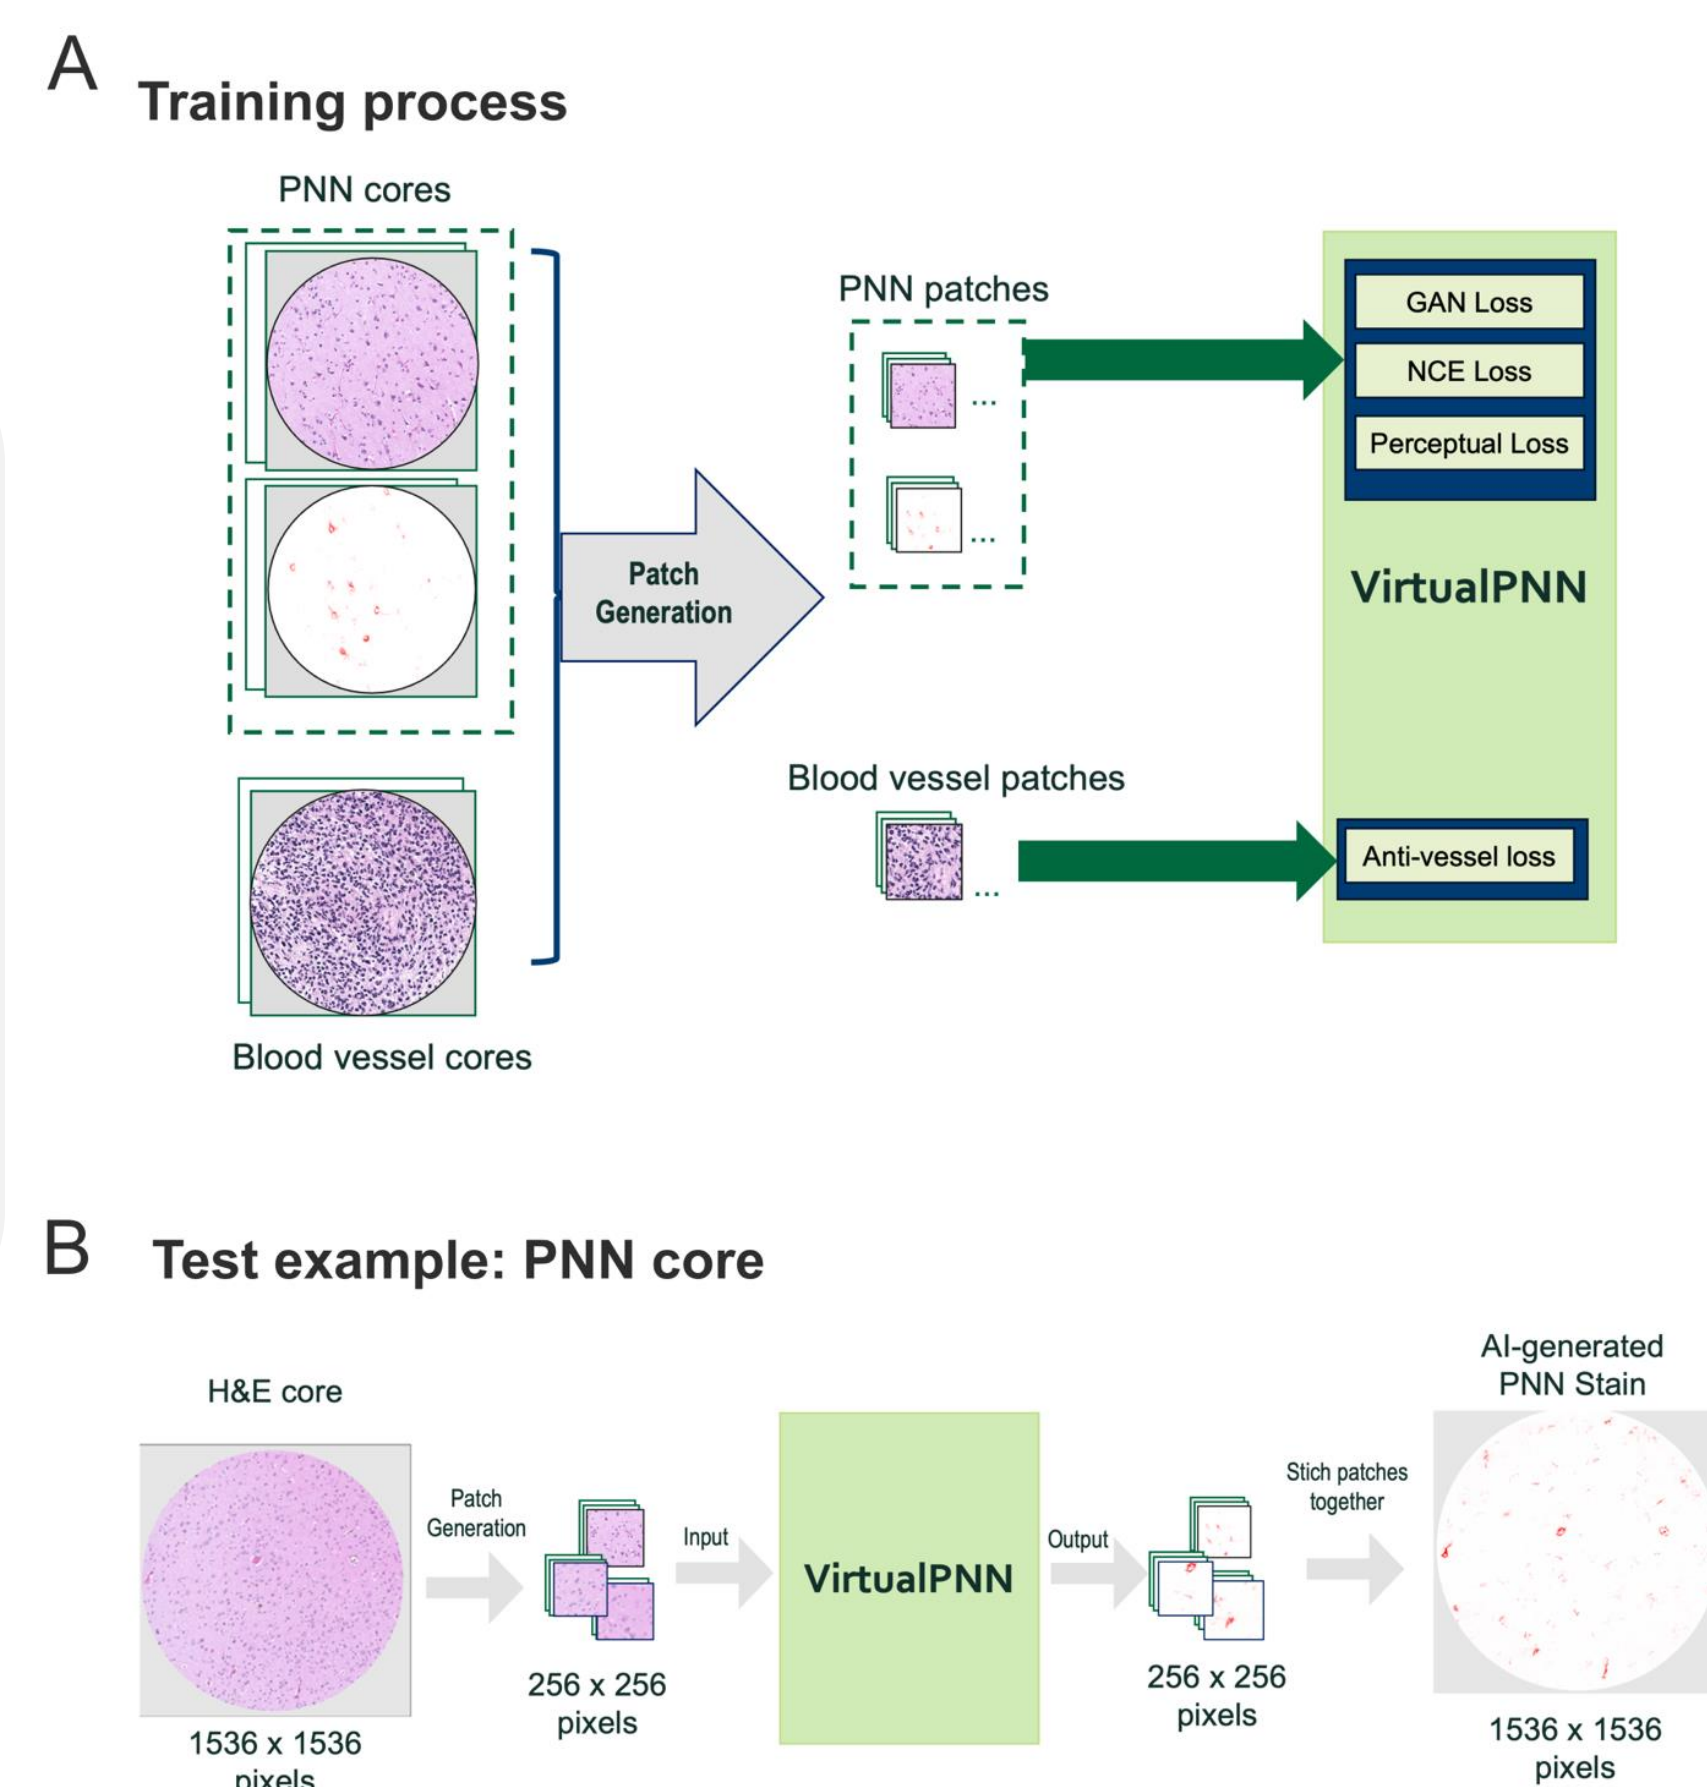 A
Training process
PNN cores
PNN patches
GAN Loss
NCE Loss
Perceptual Loss
Patch
Generation
...
...
VirtualPNN
Blood vessel patches
Anti-vessel loss
...
Blood vessel cores
B
Test example: PNN core
AI-generated
PNN Stain
H&E core
Patch
Generation
Input
VirtualPNN
Output
Stich patches
together
256 x 256
pixels
256 x 256
pixels
1536 x 1536
pixels
1536 x 1536
pixels